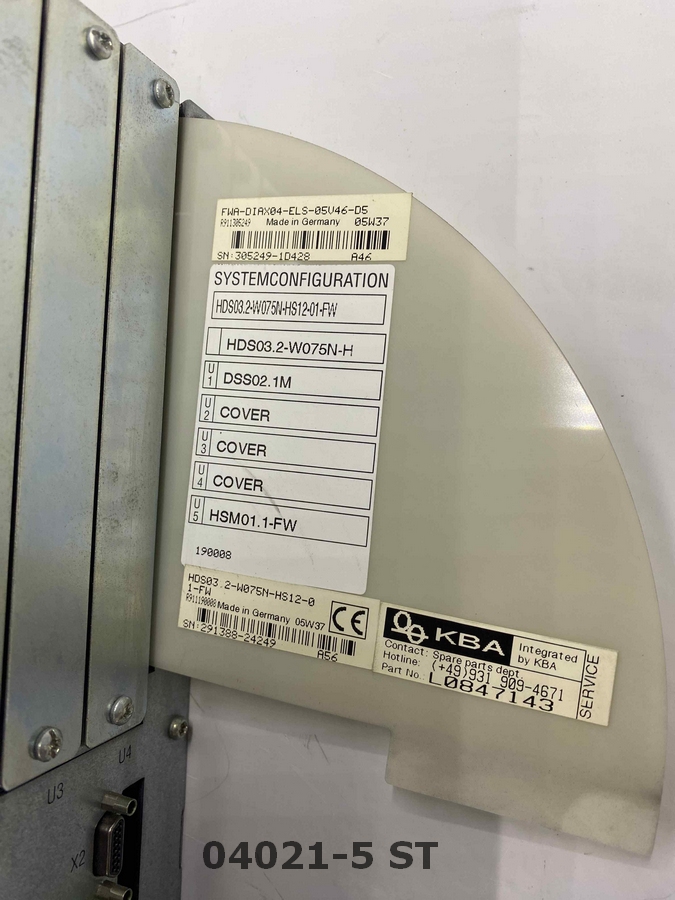 FWA-DIAX04-ELS-05V46-D5
R911305249 Made in Germany 05W37
SN:305249-1D428 A46
SYSTEMCONFIGURATION
HDS03.2-W075N-HS12-01-FW
HDS03.2-W075N-H
U1 DSS02.1M
U2 COVER
U3 COVER
U4 COVER
U5 HSM01.1-FW
190008
HDS03.2-W075N-HS12-0
1-FW
R911190008 Made in Germany 05W37
SN:291388-24249 A56
CE
KBA
Integrated
by KBA
Contact: Spare parts dept.
Hotline: (+49)931 909-4671
Part No.: L0847143
SERVICE
U3
U4
X2
04021-5 ST